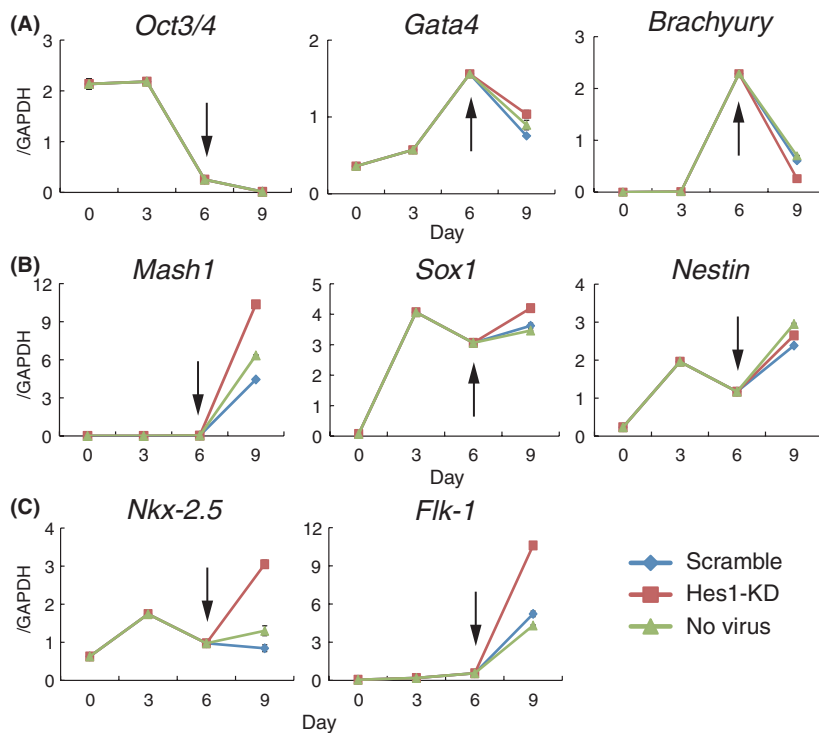 (A)
Oct3/4
Gata4
Brachyury
/GAPDH
3
2
1
0
0 3 6 9
2
1
0
0 3 6 9
3
2
1
0
0 3 6 9
Day
(B)
Mash1
Sox1
Nestin
/GAPDH
12
9
6
3
0
0 3 6 9
5
4
3
2
1
0
0 3 6 9
4
3
2
1
0
0 3 6 9
Day
(C)
Nkx-2.5
Flk-1
/GAPDH
4
3
2
1
0
0 3 6 9
12
9
6
3
0
0 3 6 9
Day
Scramble
Hes1-KD
No virus